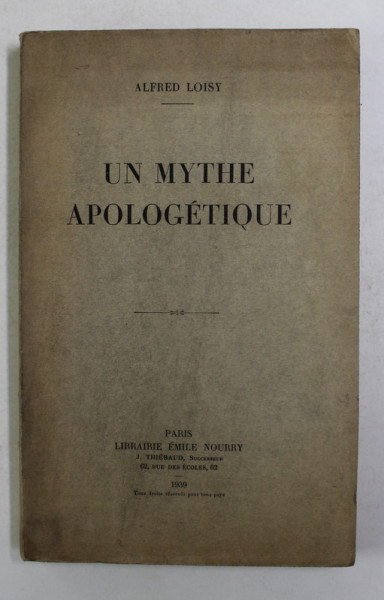 ALFRED LOISY
UN MYTHE
APOLOGÉTIQUE
PARIS
LIBRAIRIE ÉMILE NOURRY
J. THIÉBAUD, Successeur
62, RUE DES ÉCOLES, 62
1939
Tous droits réservés pour tous pays